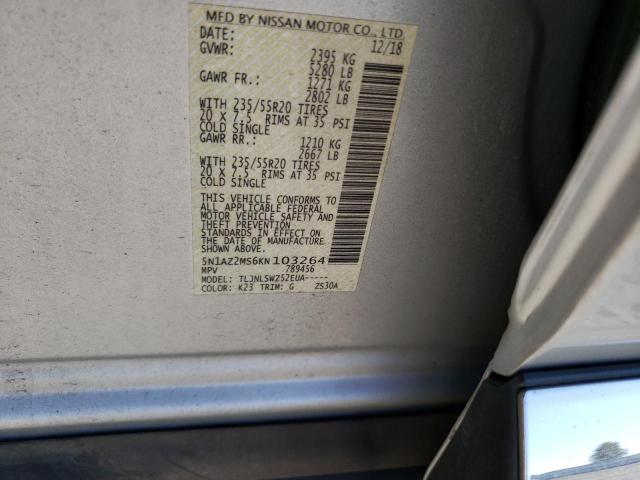 MFD BY NISSAN MOTOR CO., LTD.
DATE: 12/18
GVWR: 2395 KG
5280 LB
GAWR FR.: 1271 KG
2802 LB
WITH 235/55R20 TIRES
20 X 7.5 RIMS AT 35 PSI
COLD SINGLE
GAWR RR.: 1210 KG
2667 LB
WITH 235/55R20 TIRES
20 X 7.5 RIMS AT 35 PSI
COLD SINGLE
THIS VEHICLE CONFORMS TO
ALL APPLICABLE FEDERAL
MOTOR VEHICLE SAFETY AND
THEFT PREVENTION
STANDARDS IN EFFECT ON
THE DATE OF MANUFACTURE
SHOWN ABOVE.
5N1AZ2MS6KN103264
MPV 789456
MODEL: TLJNLSWZ52EUA-----
COLOR: K23 TRIM: G ZS30A